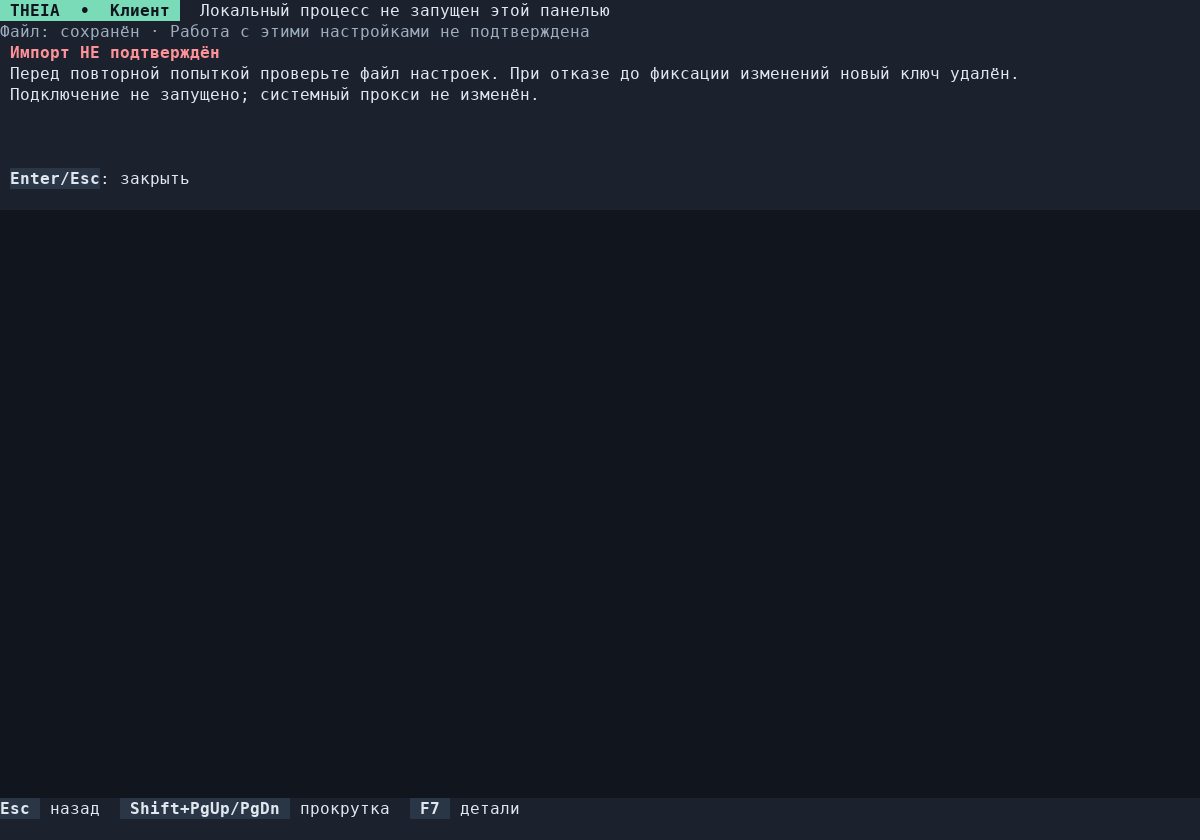 THEIA • Клиент Локальный процесс не запущен этой панелью
Файл: сохранён · Работа с этими настройками не подтверждена
Импорт НЕ подтверждён
Перед повторной попыткой проверьте файл настроек. При отказе до фиксации изменений новый ключ удалён.
Подключение не запущено; системный прокси не изменён.
Enter/Esc: закрыть
Esc назад Shift+PgUp/PgDn прокрутка F7 детали